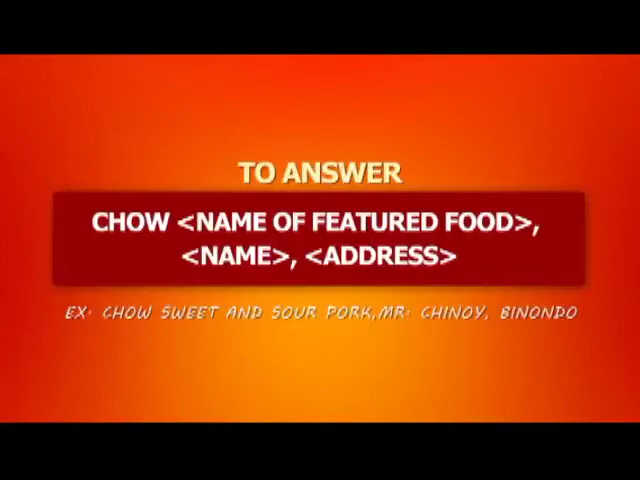 TO ANSWER
CHOW <NAME OF FEATURED FOOD>,
<NAME>, <ADDRESS>
EX: CHOW SWEET AND SOUR PORK,MR. CHINOY, BINONDO